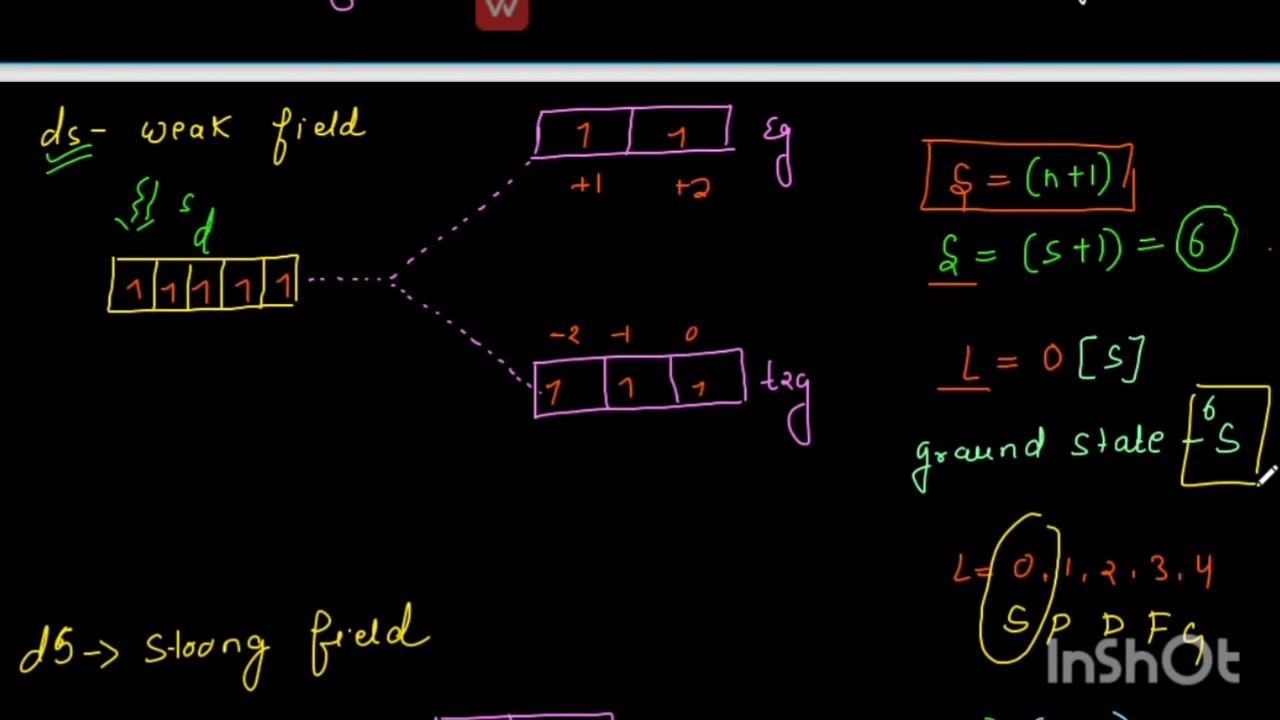 d5- weak field
Eg
1 1
+1 +2
S = (n+1)
S = (5+1) = 6
5
d
1 1 1 1 1
-2 -1 0
1 1 1 t2g
L = 0 [S]
ground state - 6S
L = 0, 1, 2, 3, 4
S P D F G
d5 -> Strong field
InShOt
W